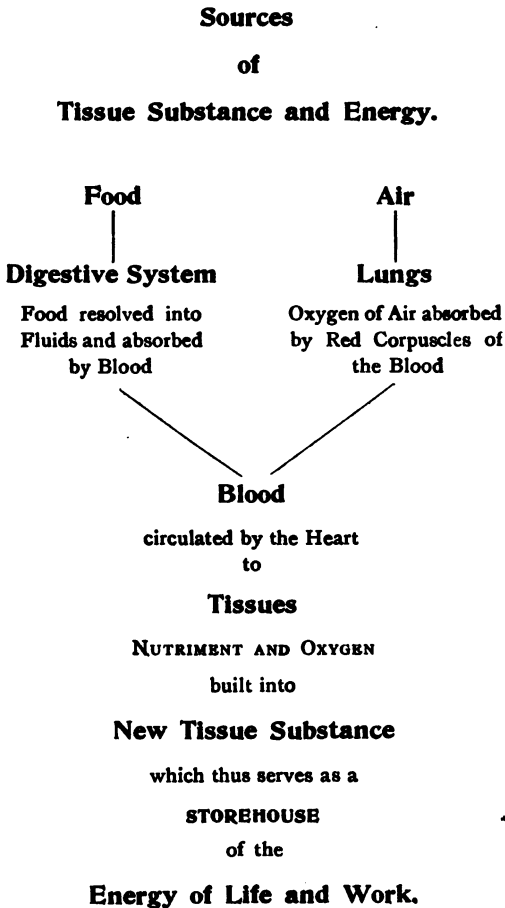 Sources
of
Tissue Substance and Energy.
Food
Digestive System
Food resolved into
Fluids and absorbed
by Blood
Air
Lungs
Oxygen of Air absorbed
by Red Corpuscles of
the Blood
Blood
circulated by the Heart
to
Tissues
NUTRIMENT AND OXYGEN
built into
New Tissue Substance
which thus serves as a
STOREHOUSE
of the
Energy of Life and Work.